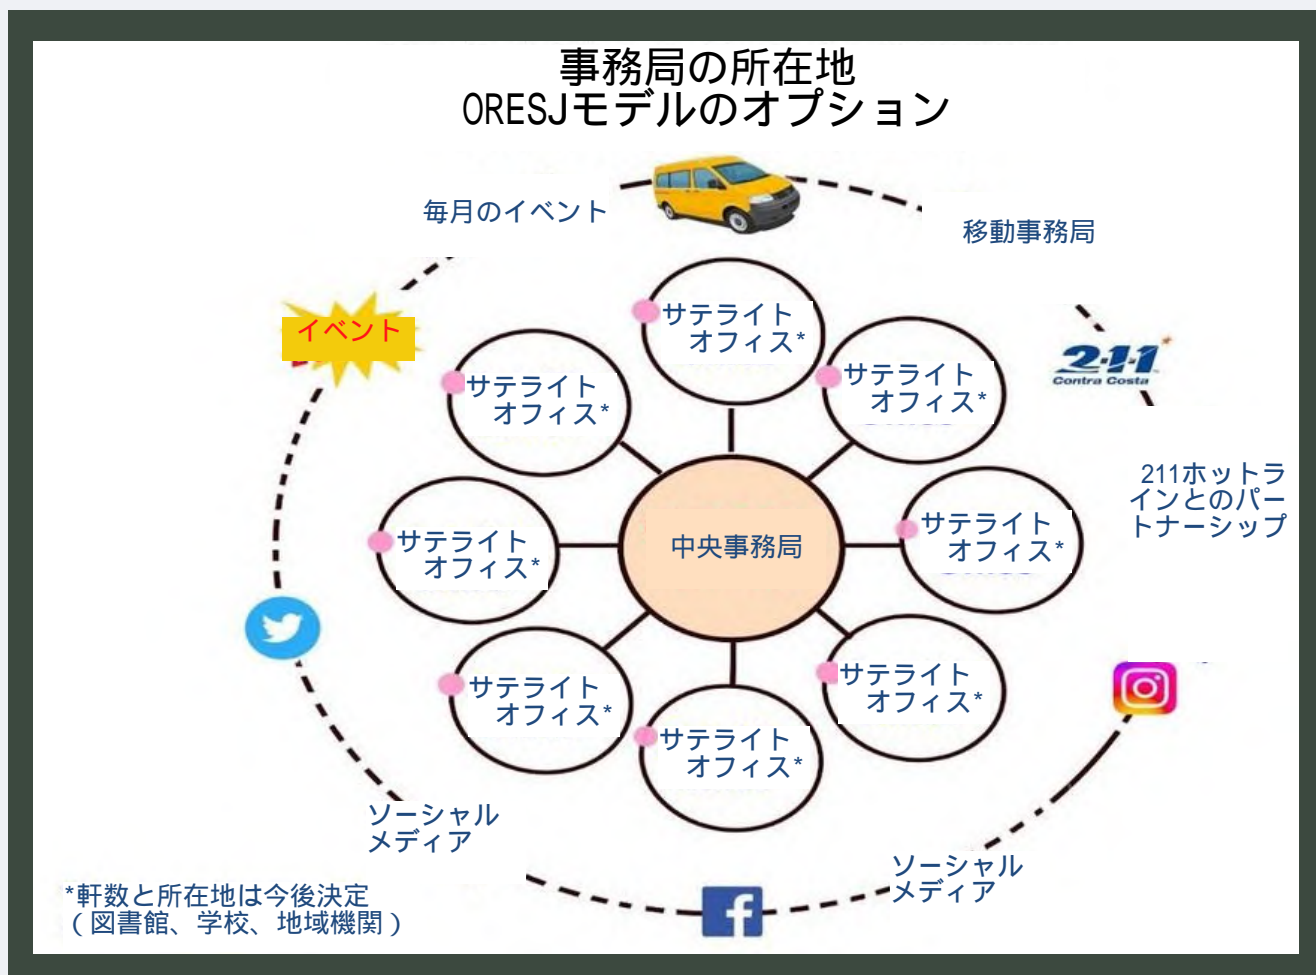 事務局の所在地
ORESJモデルのオプション
毎月のイベント
移動事務局
イベント
サテライト
オフィス*
サテライト
オフィス*
サテライト
オフィス*
2-1-1
Contra Costa
サテライト
オフィス*
中央事務局
サテライト
オフィス*
211ホットラ
インとのパー
トナーシップ
サテライト
オフィス*
サテライト
オフィス*
サテライト
オフィス*
ソーシャル
メディア
ソーシャル
メディア
*軒数と所在地は今後決定
(図書館、学校、地域機関)